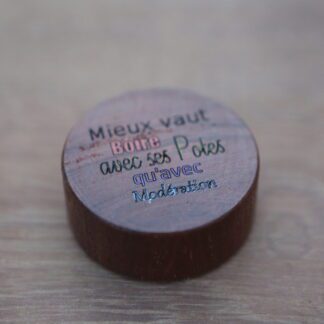 Mieux vaut
Boire
avec ses Potes
qu'avec
Modération